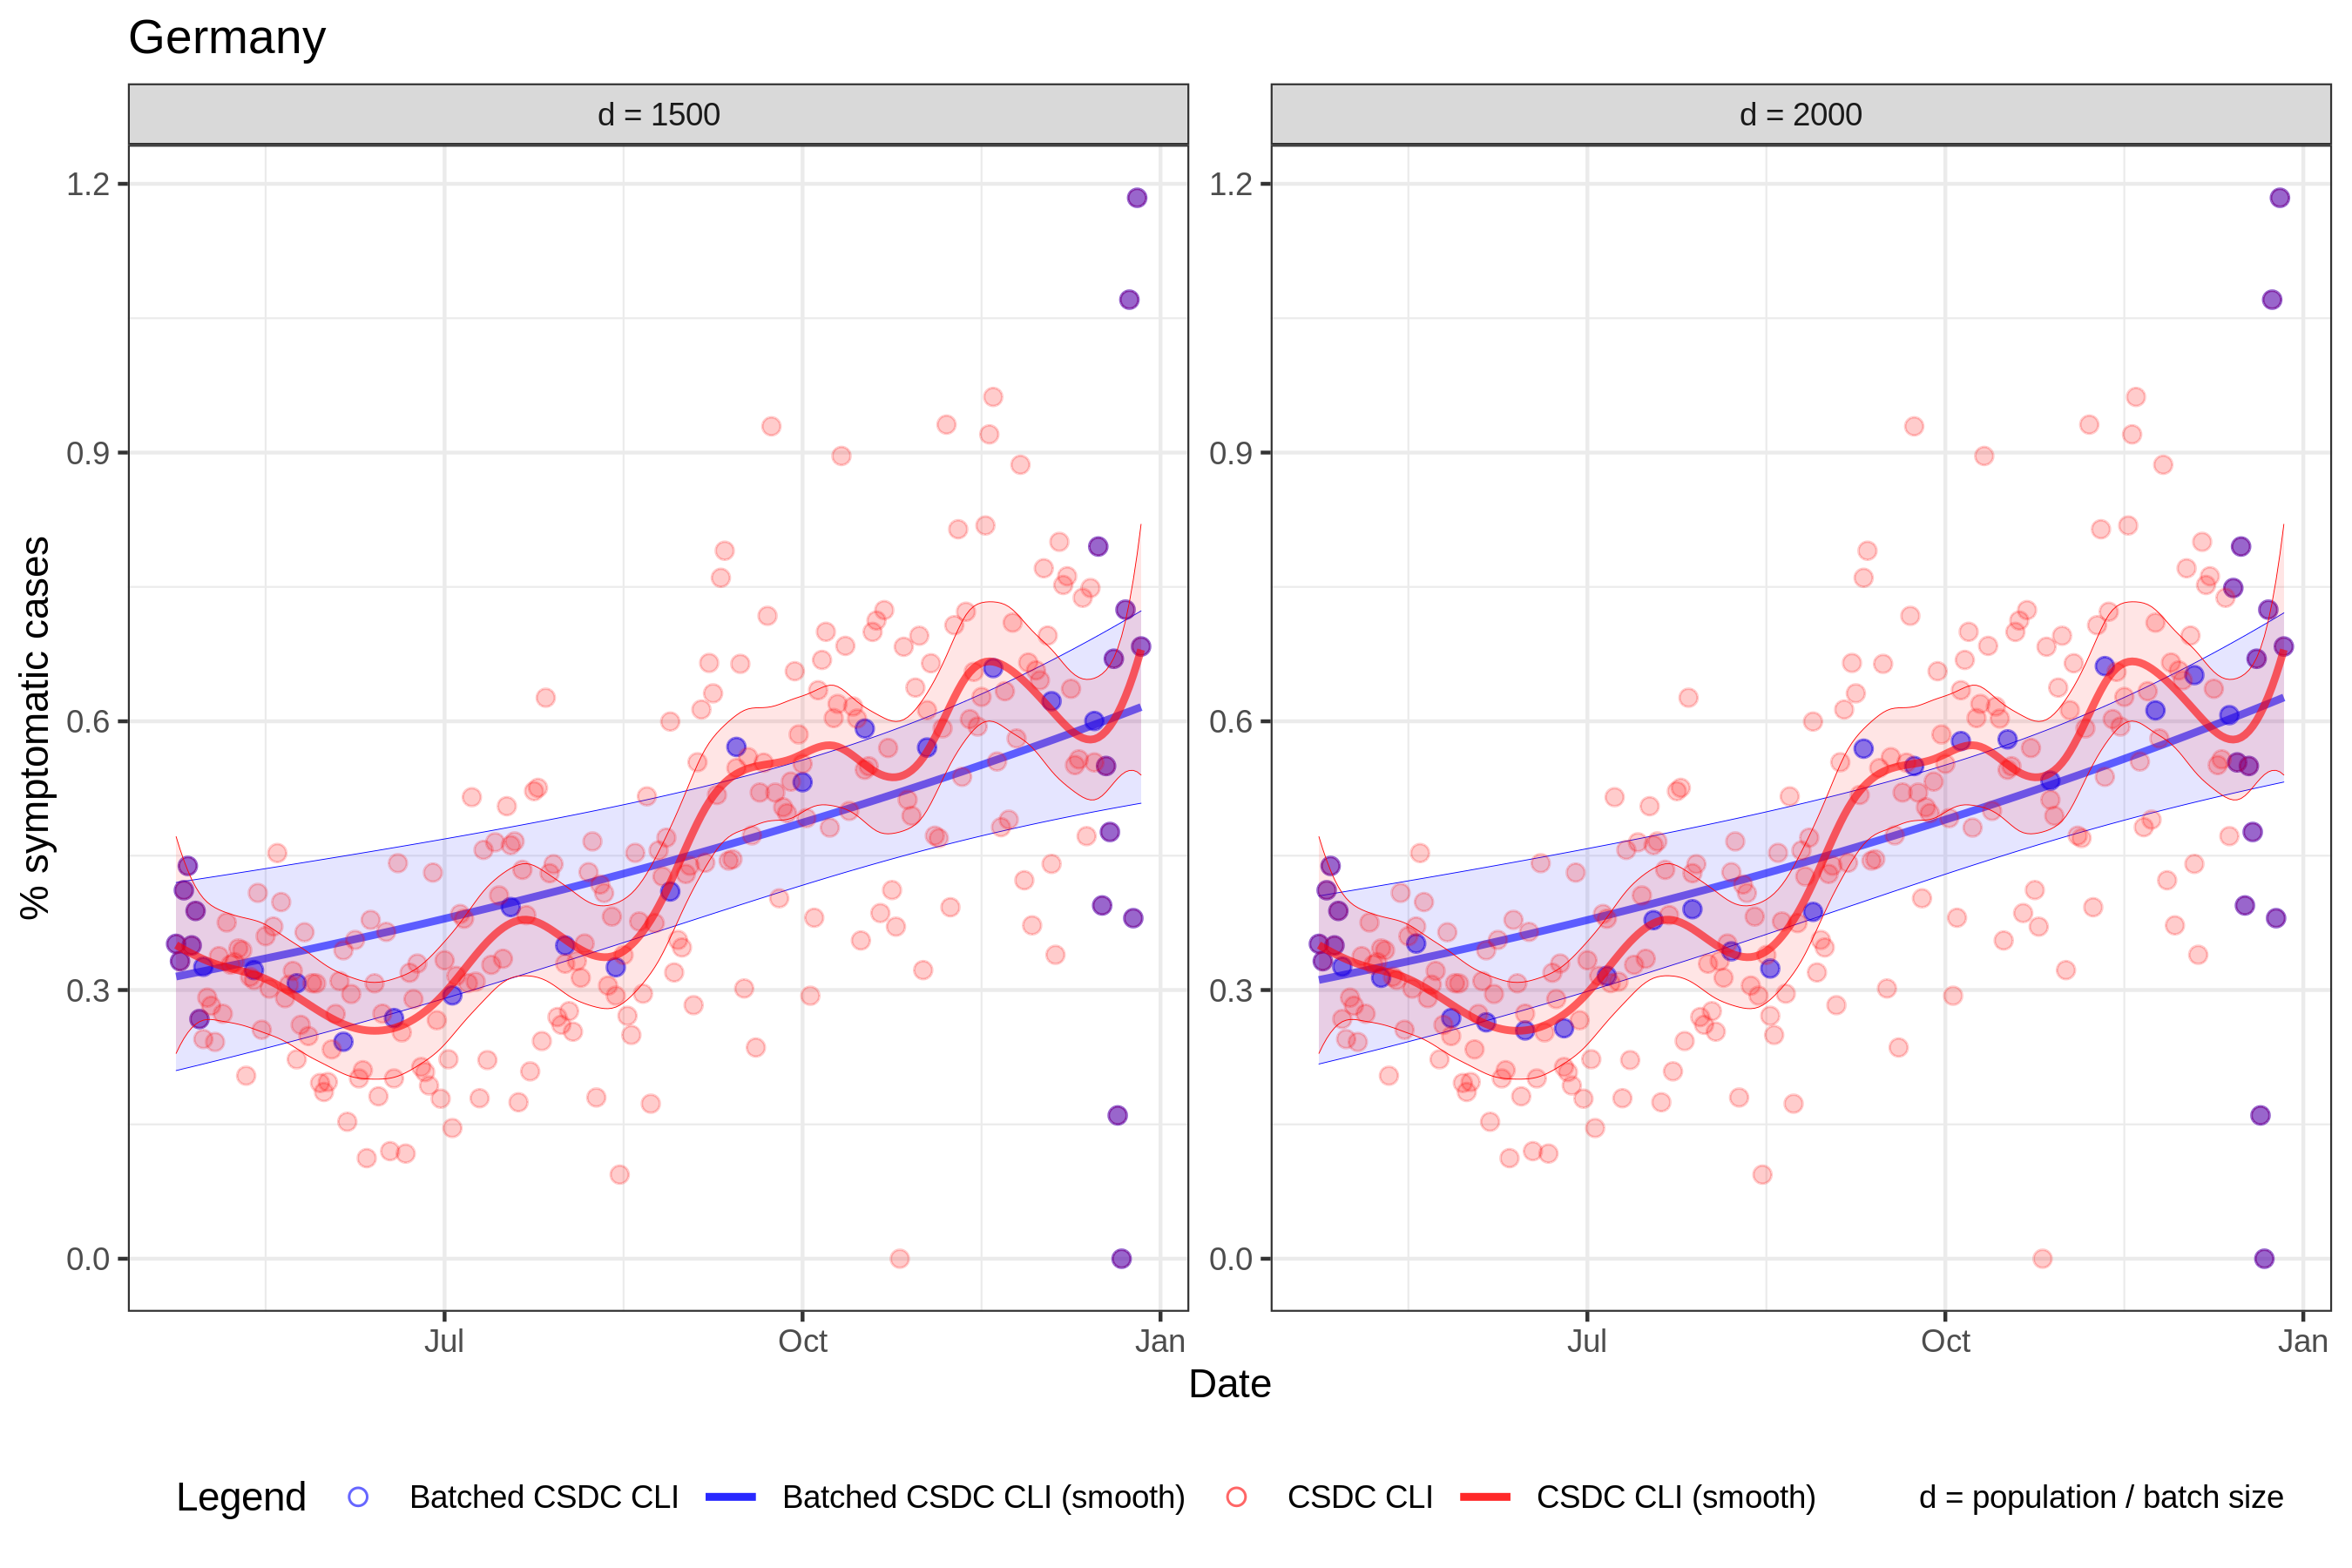 Germany
d = 1500
d = 2000
% symptomatic cases
1.2
0.9
0.6
0.3
0.0
1.2
0.9
0.6
0.3
0.0
Jul
Oct
Jan
Jul
Oct
Jan
Date
Legend
Batched CSDC CLI
Batched CSDC CLI (smooth)
CSDC CLI
CSDC CLI (smooth)
d = population / batch size